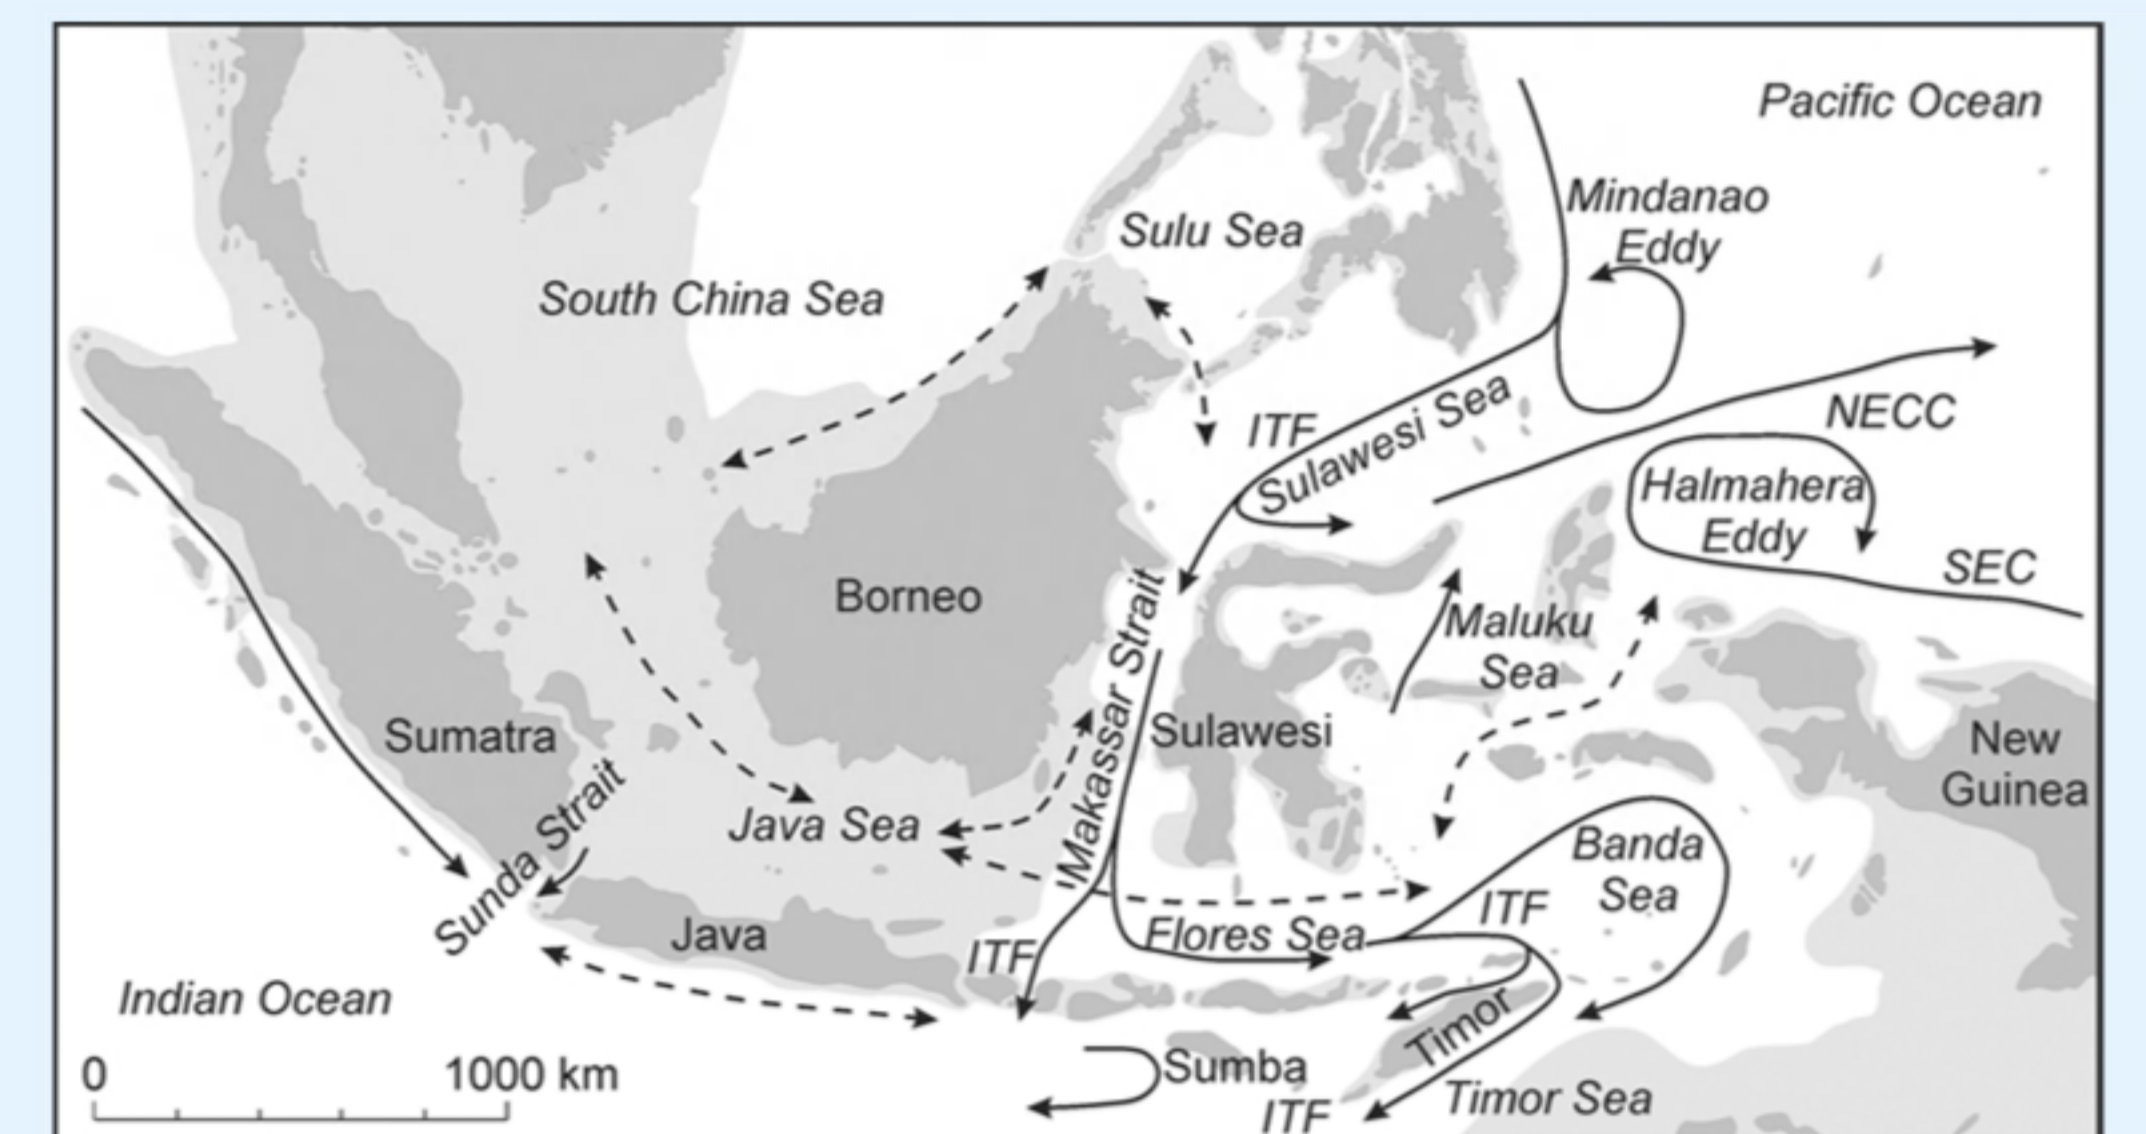 Pacific Ocean
Mindanao
Eddy
Sulu Sea
South China Sea
NECC
ITF
Sulawesi Sea
Halmahera
Eddy
SEC
Borneo
Maluku
Sea
Makassar Strait
Sulawesi
New
Guinea
Sumatra
Sunda Strait
Java Sea
Banda
Sea
ITF
Java
Flores Sea
ITF
Indian Ocean
Timor
0 1000 km
Sumba
Timor Sea
ITF